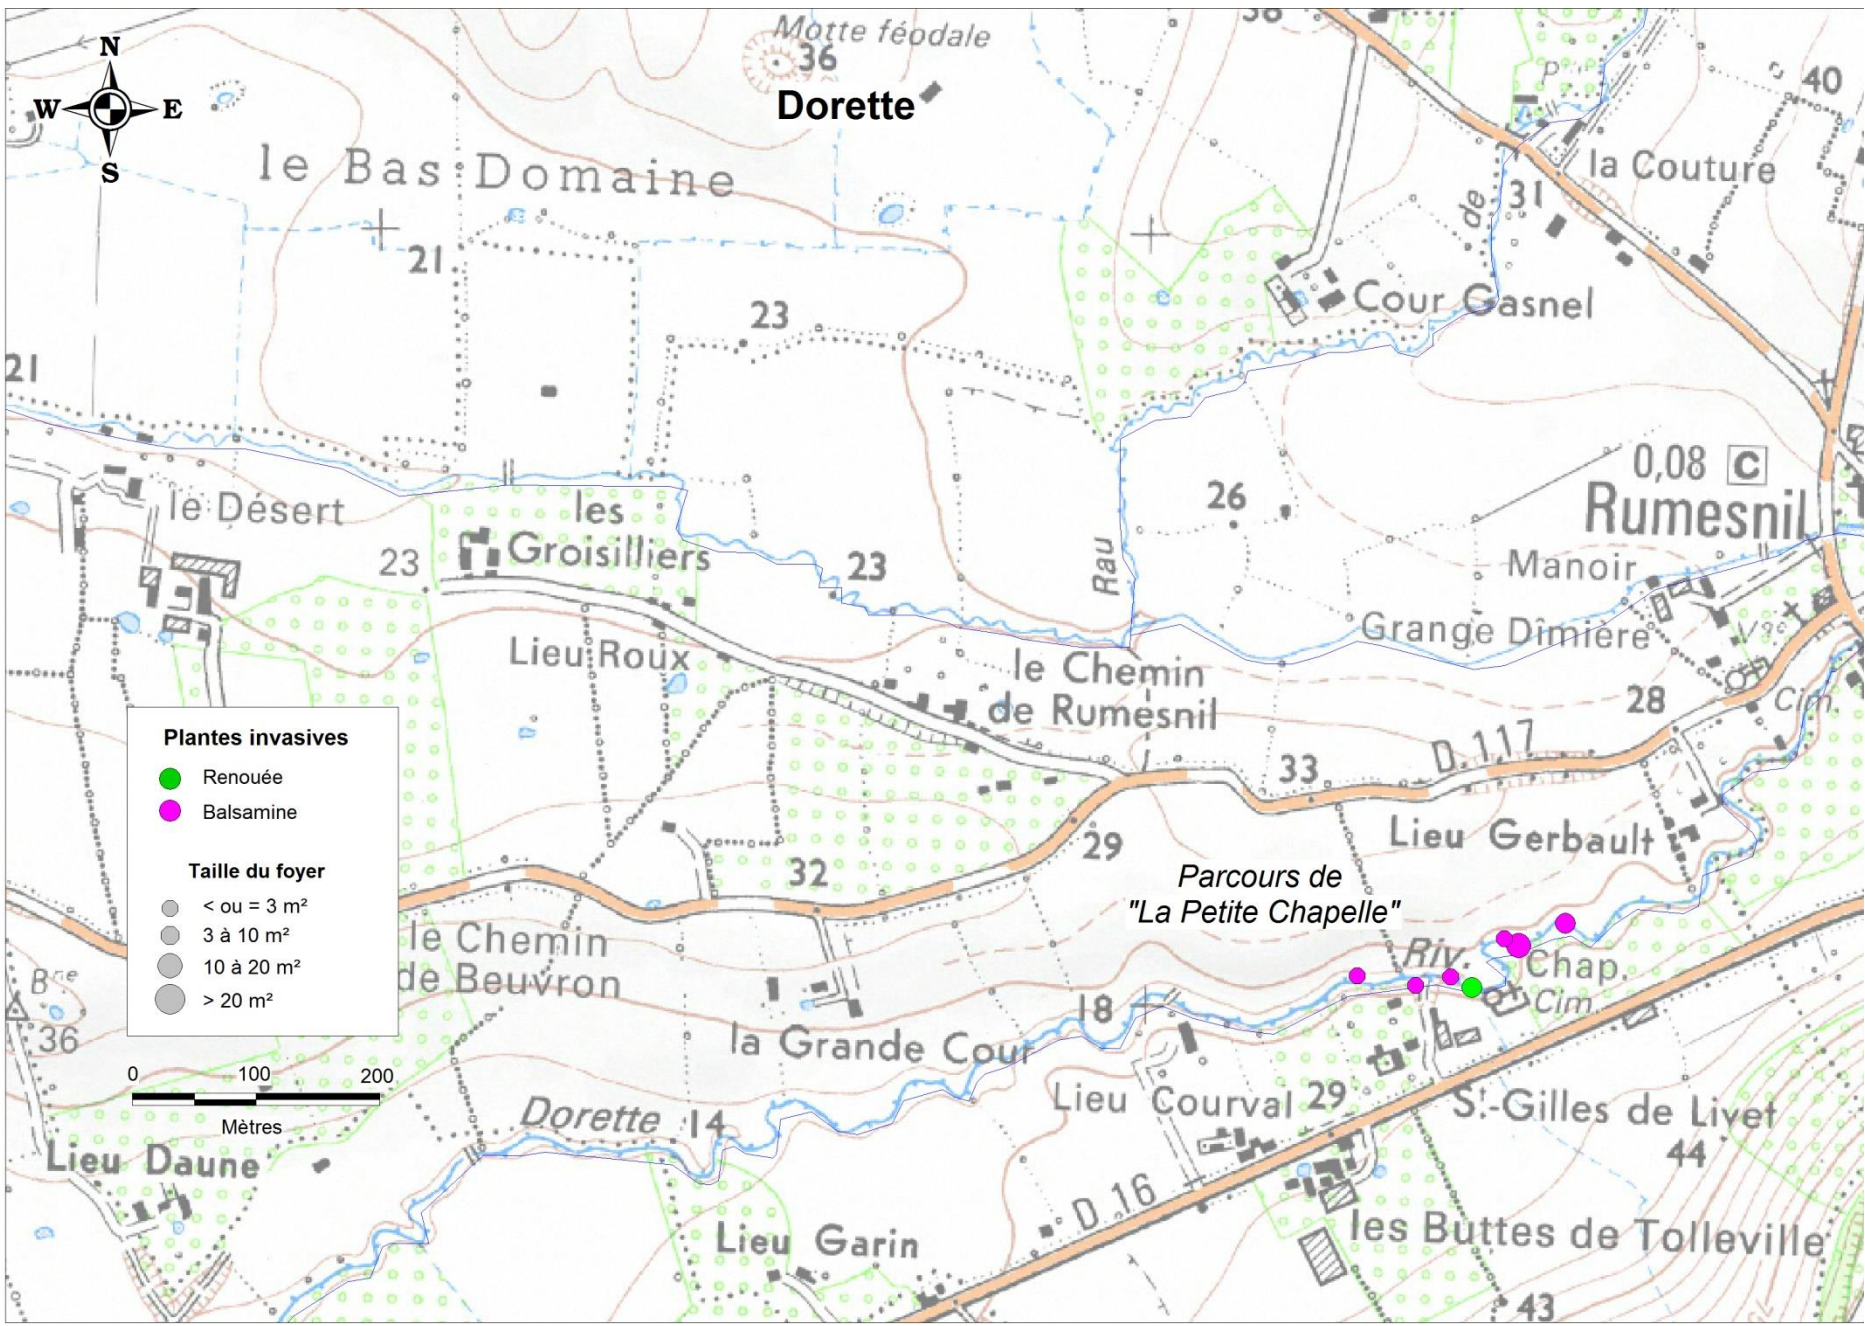 Motte féodale
36
38
Dorette
N
W E
S
40
le Bas Domaine
la Couture
de
31
21
23
Cour Gasnel
21
0,08 C
Rumesnil
26
les
Groisilliers
le Désert
23
23
Rau
Manoir
Grange Dîmière
Lieu Roux
le Chemin
de Rumesnil
28
Cim.
D.117
33
Plantes invasives
Renouée
Balsamine
Taille du foyer
< ou = 3 m²
3 à 10 m²
10 à 20 m²
> 20 m²
29
32
Lieu Gerbault
Parcours de
"La Petite Chapelle"
le Chemin
de Beuvron
Riv.
Chap.
Cim.
Bne
36
18
la Grande Cour
0 100 200
Mètres
Dorette 14
Lieu Courval 29
St-Gilles de Livet
44
Lieu Daune
D 16
Lieu Garin
les Buttes de Tolleville
43